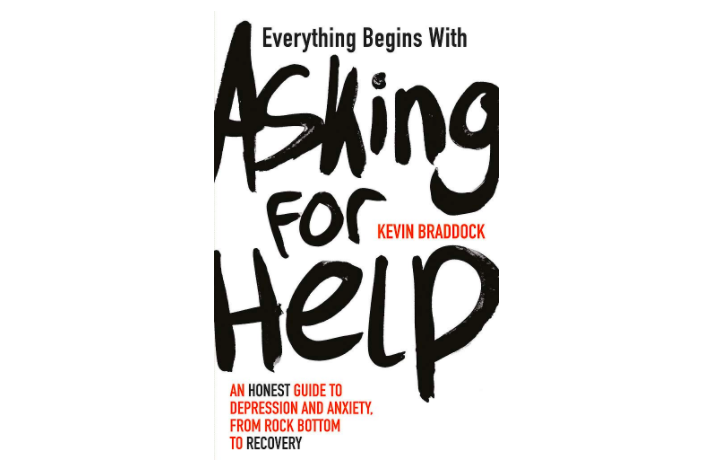 Everything Begins With
ASking
FOR
KEVIN BRADDOCK
HeLp
AN HONEST GUIDE TO
DEPRESSION AND ANXIETY,
FROM ROCK BOTTOM
TO RECOVERY